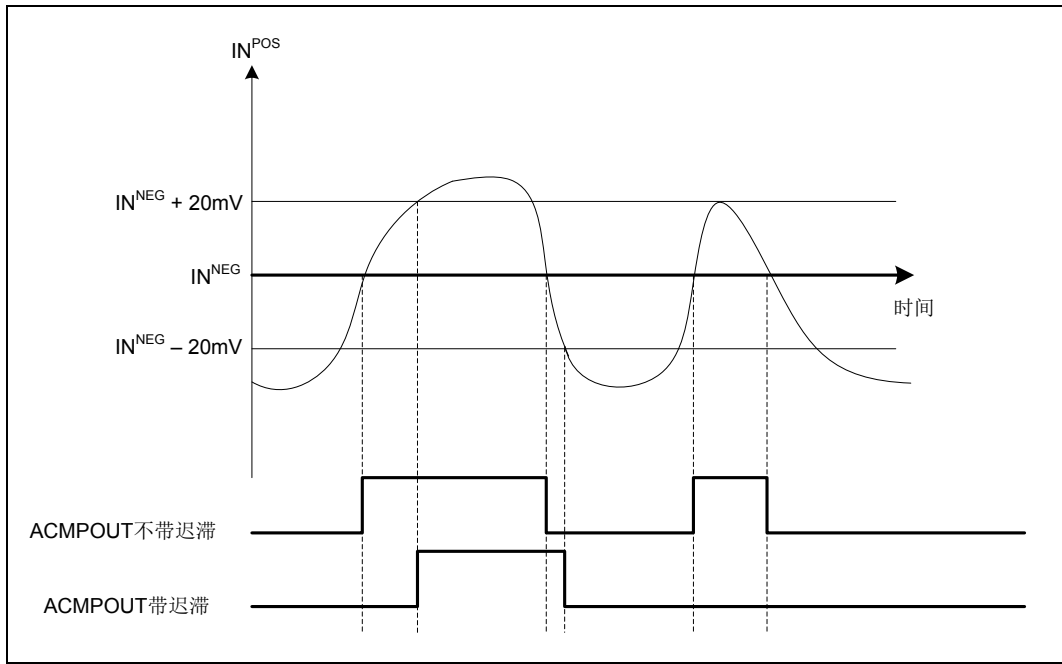 IN^POS
IN^NEG + 20mV
IN^NEG
时间
IN^NEG – 20mV
ACMPOUT不带迟滞
ACMPOUT带迟滞